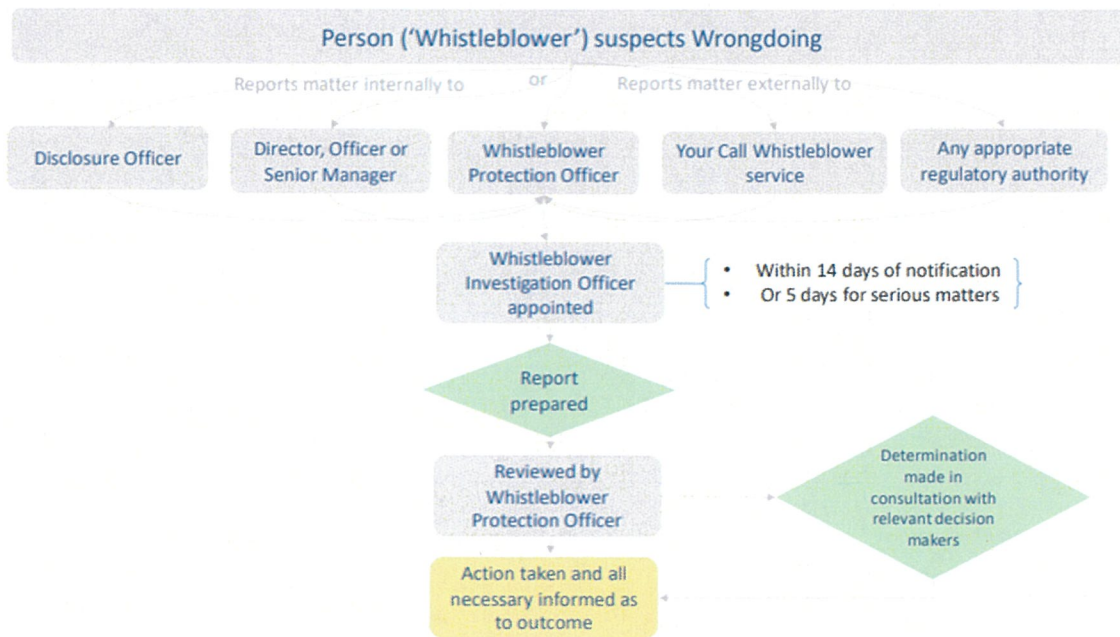 Person (‘Whistleblower’) suspects Wrongdoing
Reports matter internally to
or
Reports matter externally to
Disclosure Officer
Director, Officer or
Senior Manager
Whistleblower
Protection Officer
Your Call Whistleblower
service
Any appropriate
regulatory authority
Whistleblower
Investigation Officer
appointed
• Within 14 days of notification
• Or 5 days for serious matters
Report
prepared
Reviewed by
Whistleblower
Protection Officer
Determination
made in
consultation with
relevant decision
makers
Action taken and all
necessary informed as
to outcome